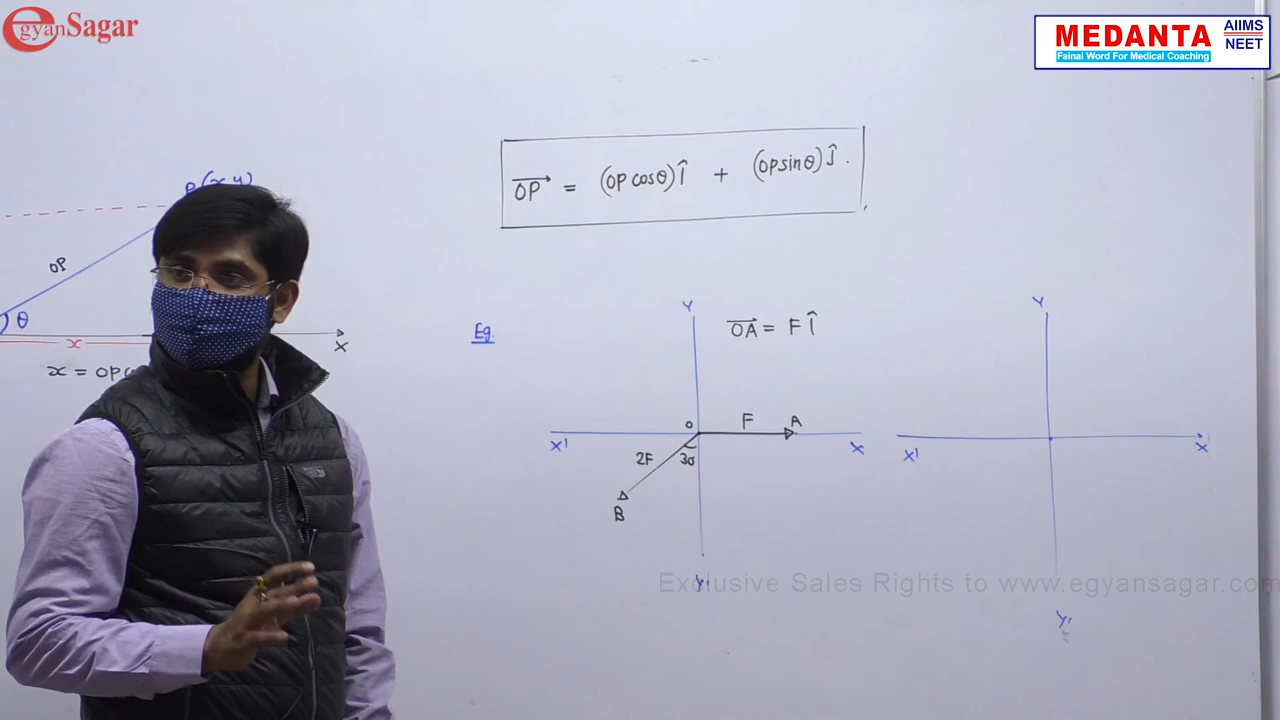 egyanSagar
MEDANTA AIIMS NEET
Fainal Word For Medical Coaching
P(x, y)
OP
θ
x
X
x = OPC
OP⃗ = (OP cosθ) î + (OP sinθ) ĵ.
Eg.
Y
OA⃗ = F î
O F A
X' X
2F 30
B
Y'
Y
X' X
Y'
Exclusive Sales Rights to www.egyansagar.com